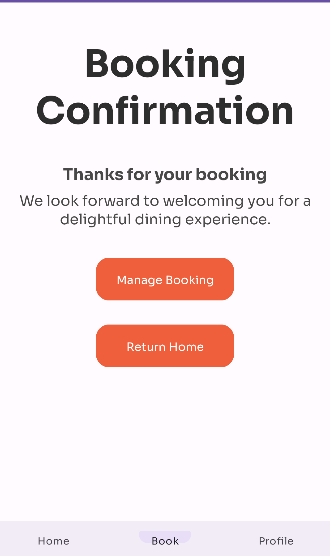 Booking
Confirmation
Thanks for your booking
We look forward to welcoming you for a
delightful dining experience.
Manage Booking
Return Home
Home
Book
Profile